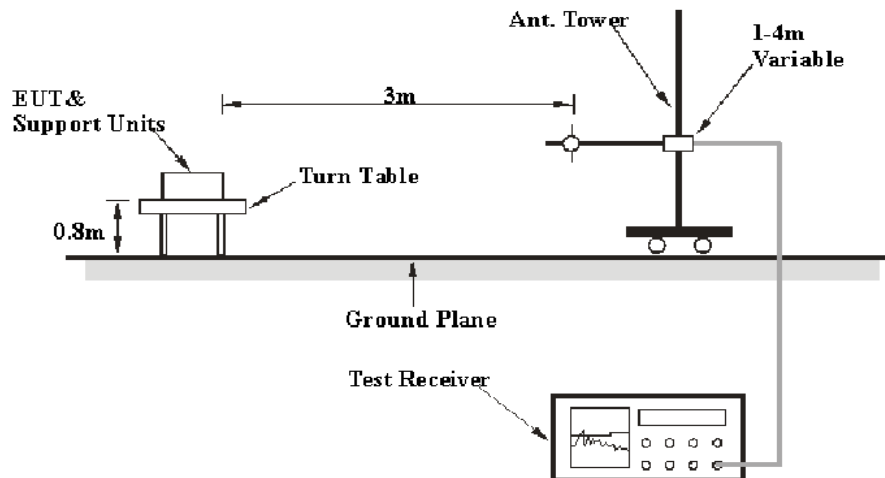 Ant. Tower
1-4m
Variable
3m
EUT &
Support Units
Turn Table
0.8m
Ground Plane
Test Receiver